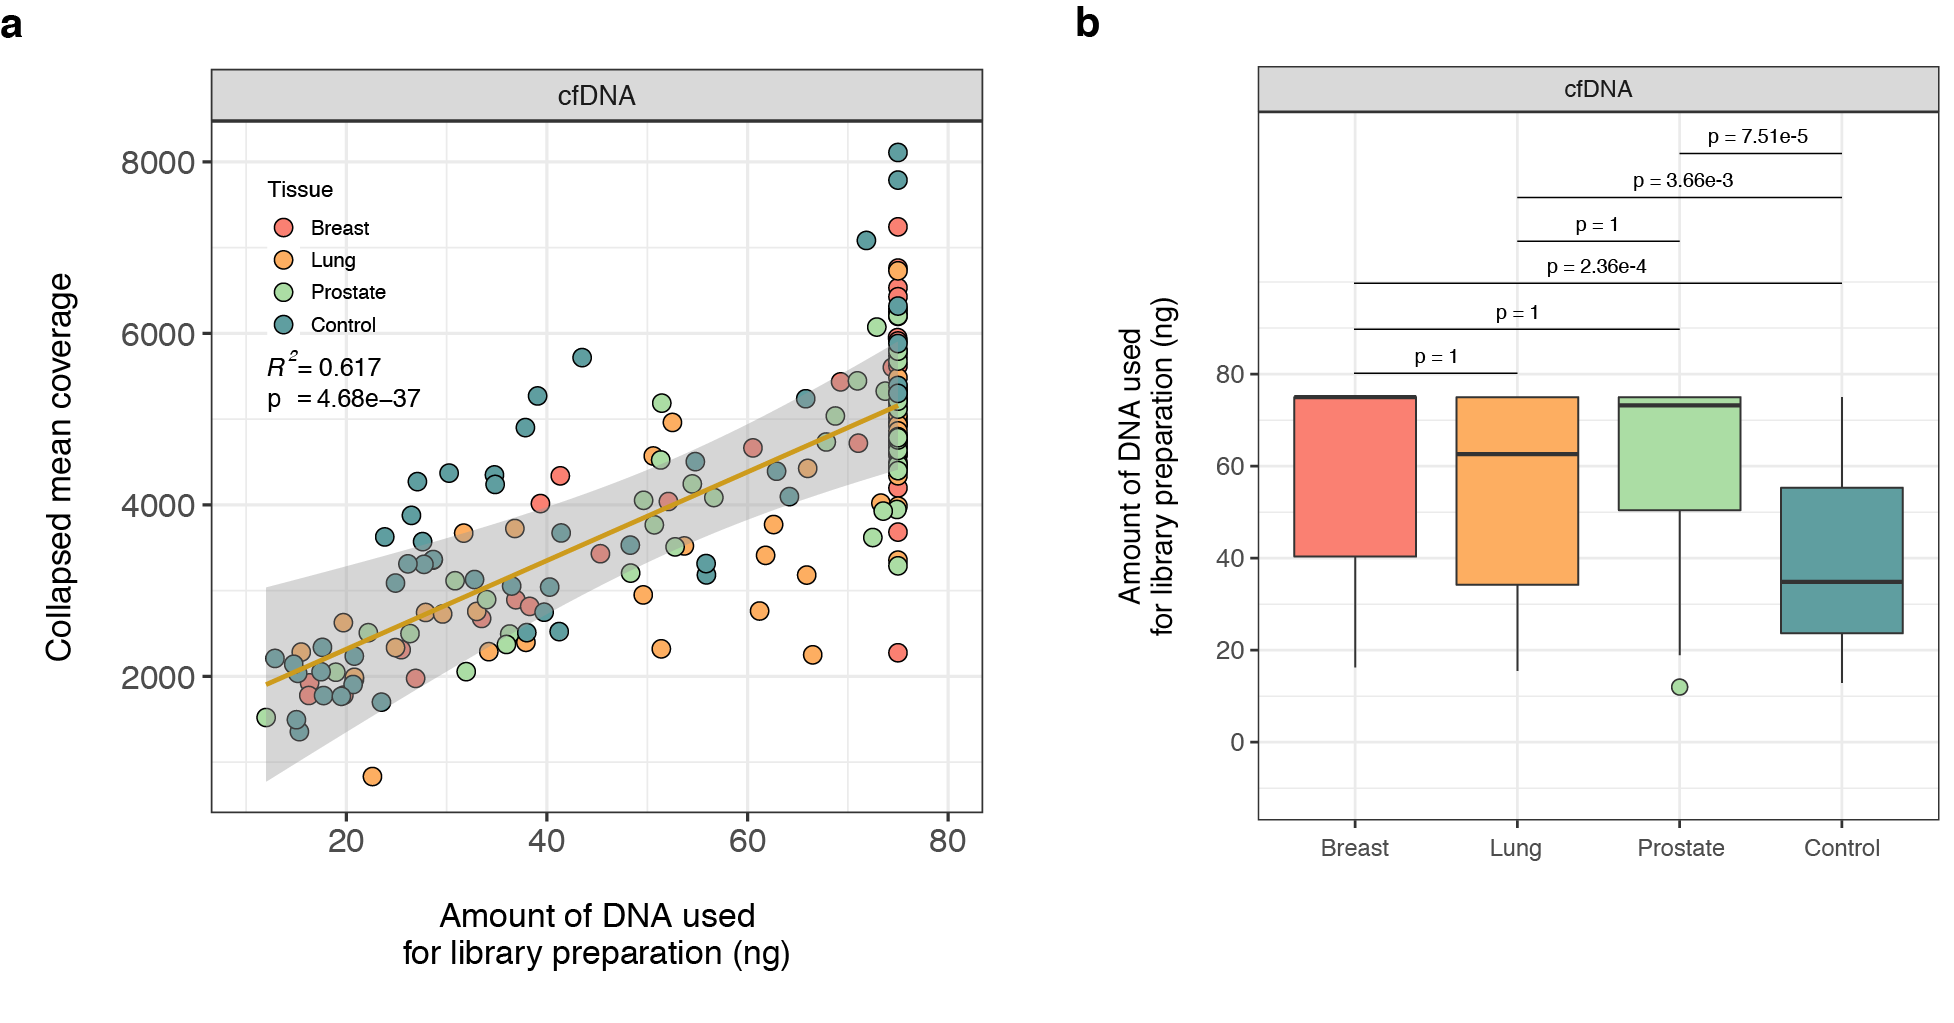 a
cfDNA
8000
6000
4000
2000
Collapsed mean coverage
Tissue
Breast
Lung
Prostate
Control
R² = 0.617
p = 4.68e−37
20
40
60
80
Amount of DNA used
for library preparation (ng)
b
cfDNA
p = 7.51e-5
p = 3.66e-3
p = 1
p = 2.36e-4
p = 1
p = 1
80
60
40
20
0
Amount of DNA used
for library preparation (ng)
Breast
Lung
Prostate
Control